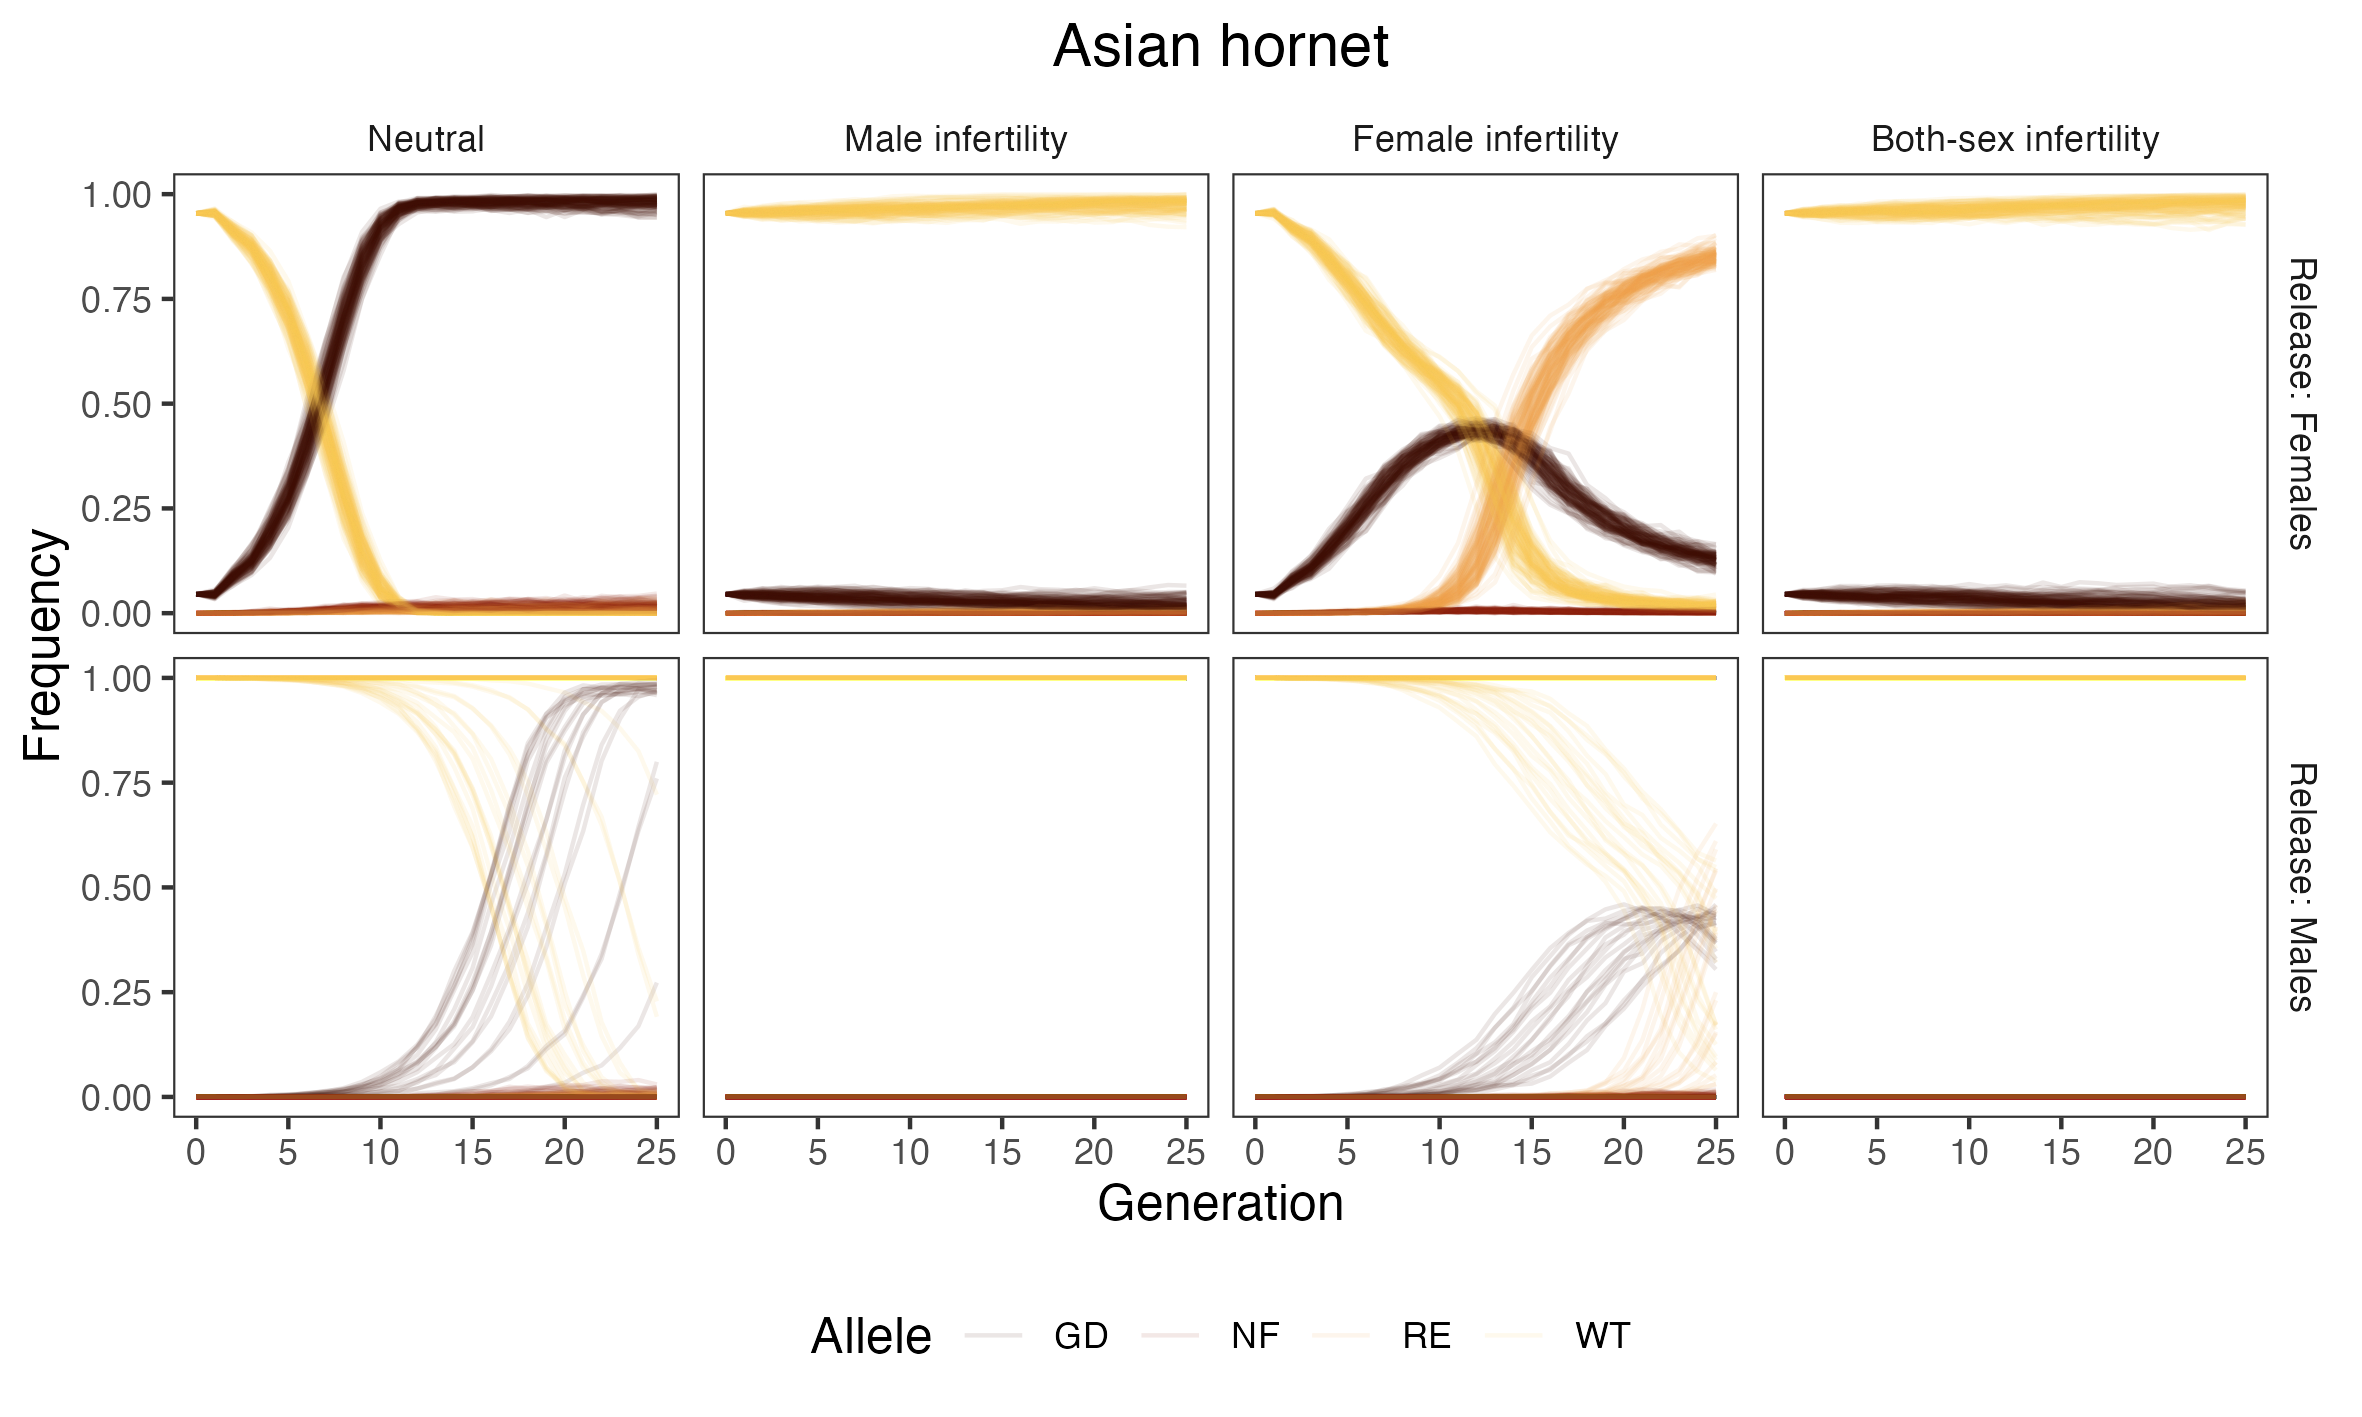 Asian hornet
Neutral Male infertility Female infertility Both-sex infertility
1.00
0.75
0.50
0.25
0.00
Release: Females
1.00
0.75
0.50
0.25
0.00
Release: Males
Frequency
0 5 10 15 20 25 0 5 10 15 20 25 0 5 10 15 20 25 0 5 10 15 20 25
Generation
Allele GD NF RE WT